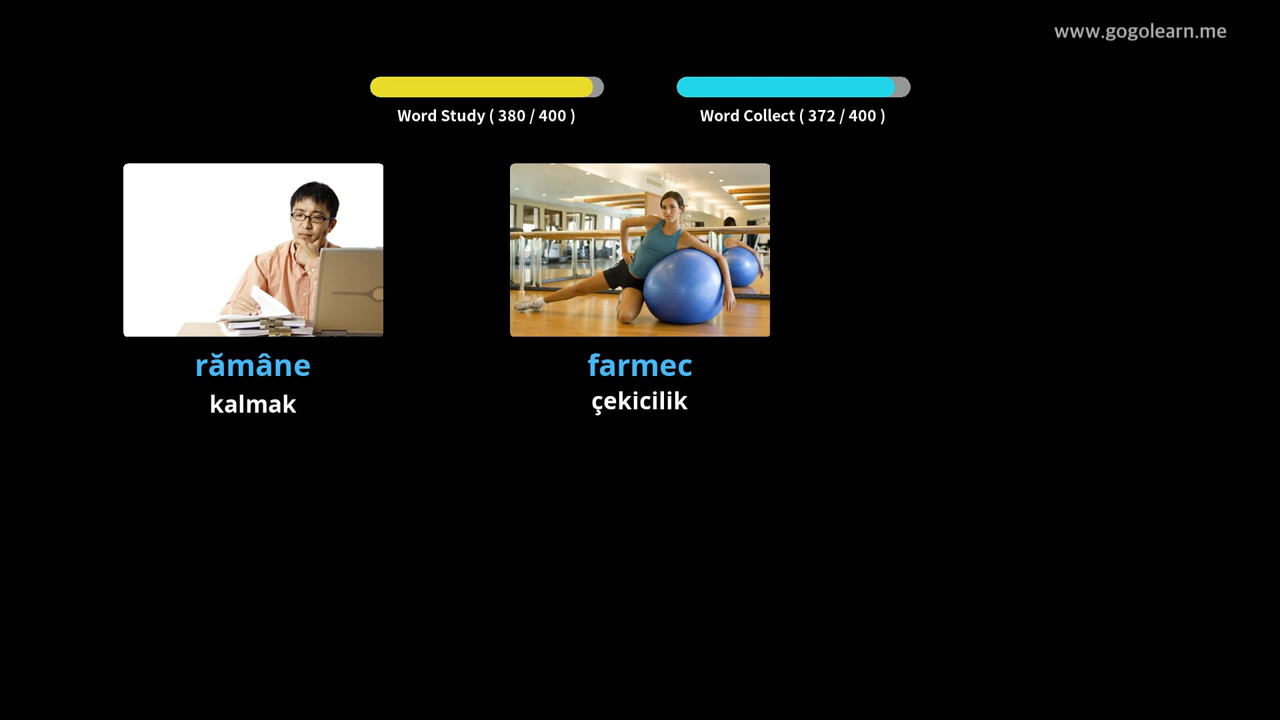 www.gogolearn.me
Word Study ( 380 / 400 )
Word Collect ( 372 / 400 )
rămâne
kalmak
farmec
çekicilik